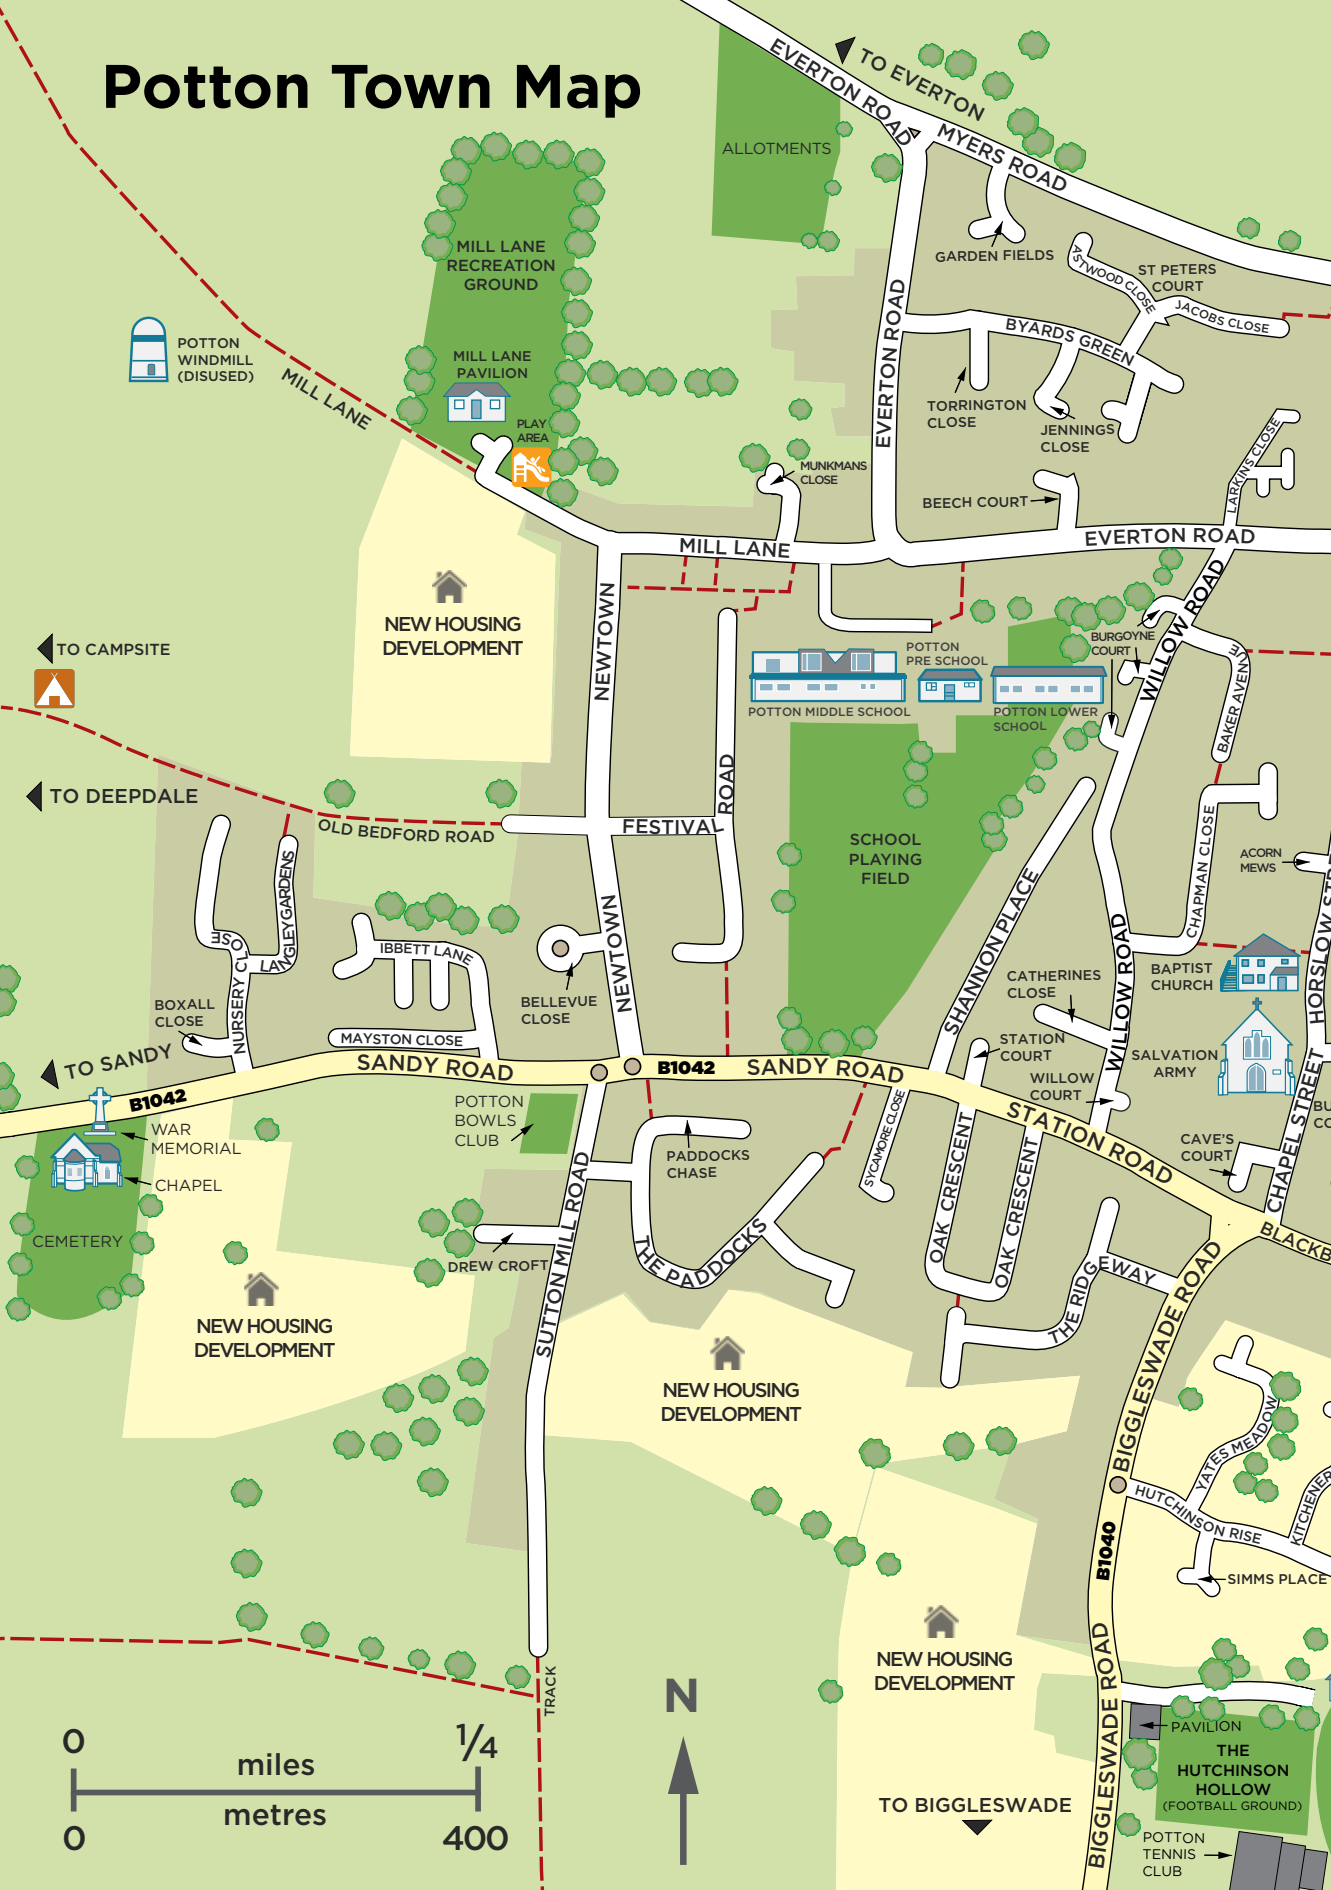 Potton Town Map
EVERTON ROAD
TO EVERTON
MYERS ROAD
ALLOTMENTS
GARDEN FIELDS
ASTWOOD CLOSE
ST PETERS
COURT
JACOBS CLOSE
MILL LANE
RECREATION
GROUND
EVERTON ROAD
BYARDS GREEN
POTTON
WINDMILL
(DISUSED)
MILL LANE
MILL LANE
PAVILION
PLAY
AREA
TORRINGTON
CLOSE
JENNINGS
CLOSE
LARKINS CLOSE
MUNKMANS
CLOSE
BEECH COURT
MILL LANE
EVERTON ROAD
NEW HOUSING
DEVELOPMENT
NEWTOWN
WILLOW ROAD
BURGOYNE
COURT
TO CAMPSITE
POTTON
PRE SCHOOL
POTTON MIDDLE SCHOOL
POTTON LOWER
SCHOOL
BAKER AVENUE
TO DEEPDALE
OLD BEDFORD ROAD
FESTIVAL ROAD
SCHOOL
PLAYING
FIELD
CHAPMAN CLOSE
ACORN
MEWS
LANGLEY GARDENS
NURSERY CLOSE
IBBETT LANE
NEWTOWN
BELLEVUE
CLOSE
SHANNON PLACE
CATHERINES
CLOSE
WILLOW ROAD
BAPTIST
CHURCH
HORSLOW STRE
BOXALL
CLOSE
MAYSTON CLOSE
STATION
COURT
SALVATION
ARMY
WILLOW
COURT
TO SANDY
B1042
SANDY ROAD
B1042
SANDY ROAD
STATION ROAD
CHAPEL STREET
BU
CO
WAR
MEMORIAL
CHAPEL
CEMETERY
POTTON
BOWLS
CLUB
PADDOCKS
CHASE
SYCAMORE CLOSE
OAK CRESCENT
OAK CRESCENT
CAVE'S
COURT
BLACKB
DREW CROFT
SUTTON MILL ROAD
THE PADDOCKS
THE RIDGEWAY
BIGGLESWADE ROAD
NEW HOUSING
DEVELOPMENT
NEW HOUSING
DEVELOPMENT
YATES MEADOW
HUTCHINSON RISE
KITCHENER
B1040
SIMMS PLACE
NEW HOUSING
DEVELOPMENT
TRACK
N
BIGGLESWADE ROAD
PAVILION
THE
HUTCHINSON
HOLLOW
(FOOTBALL GROUND)
TO BIGGLESWADE
POTTON
TENNIS
CLUB
0 1/4
miles
metres
0 400